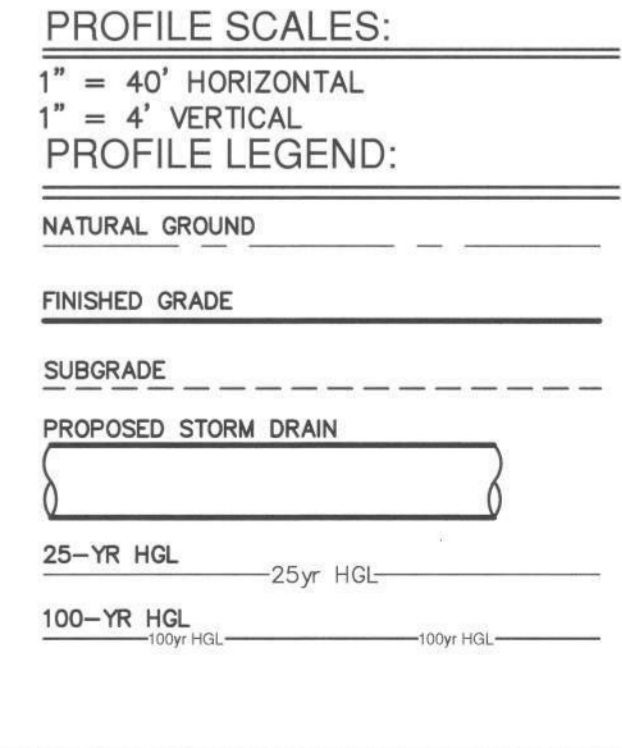 PROFILE SCALES:
1" = 40' HORIZONTAL
1" = 4' VERTICAL
PROFILE LEGEND:
NATURAL GROUND
FINISHED GRADE
SUBGRADE
PROPOSED STORM DRAIN
25-YR HGL
25yr HGL
100-YR HGL
100yr HGL 100yr HGL